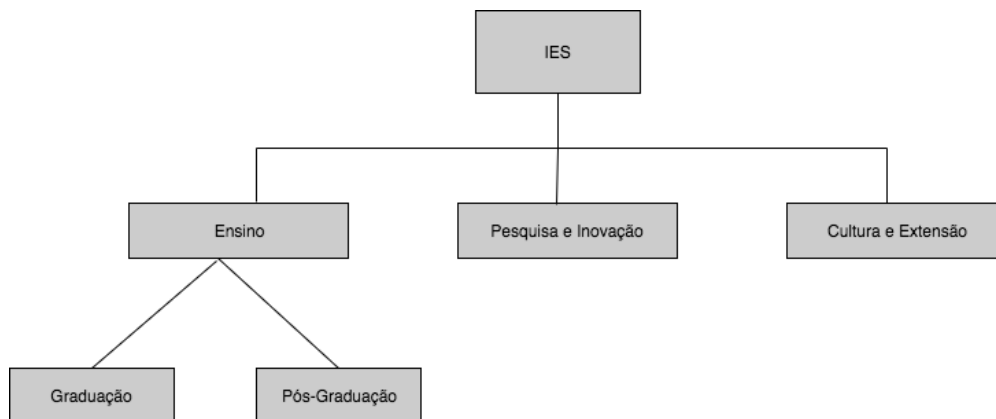 IES
Ensino
Pesquisa e Inovação
Cultura e Extensão
Graduação
Pós-Graduação